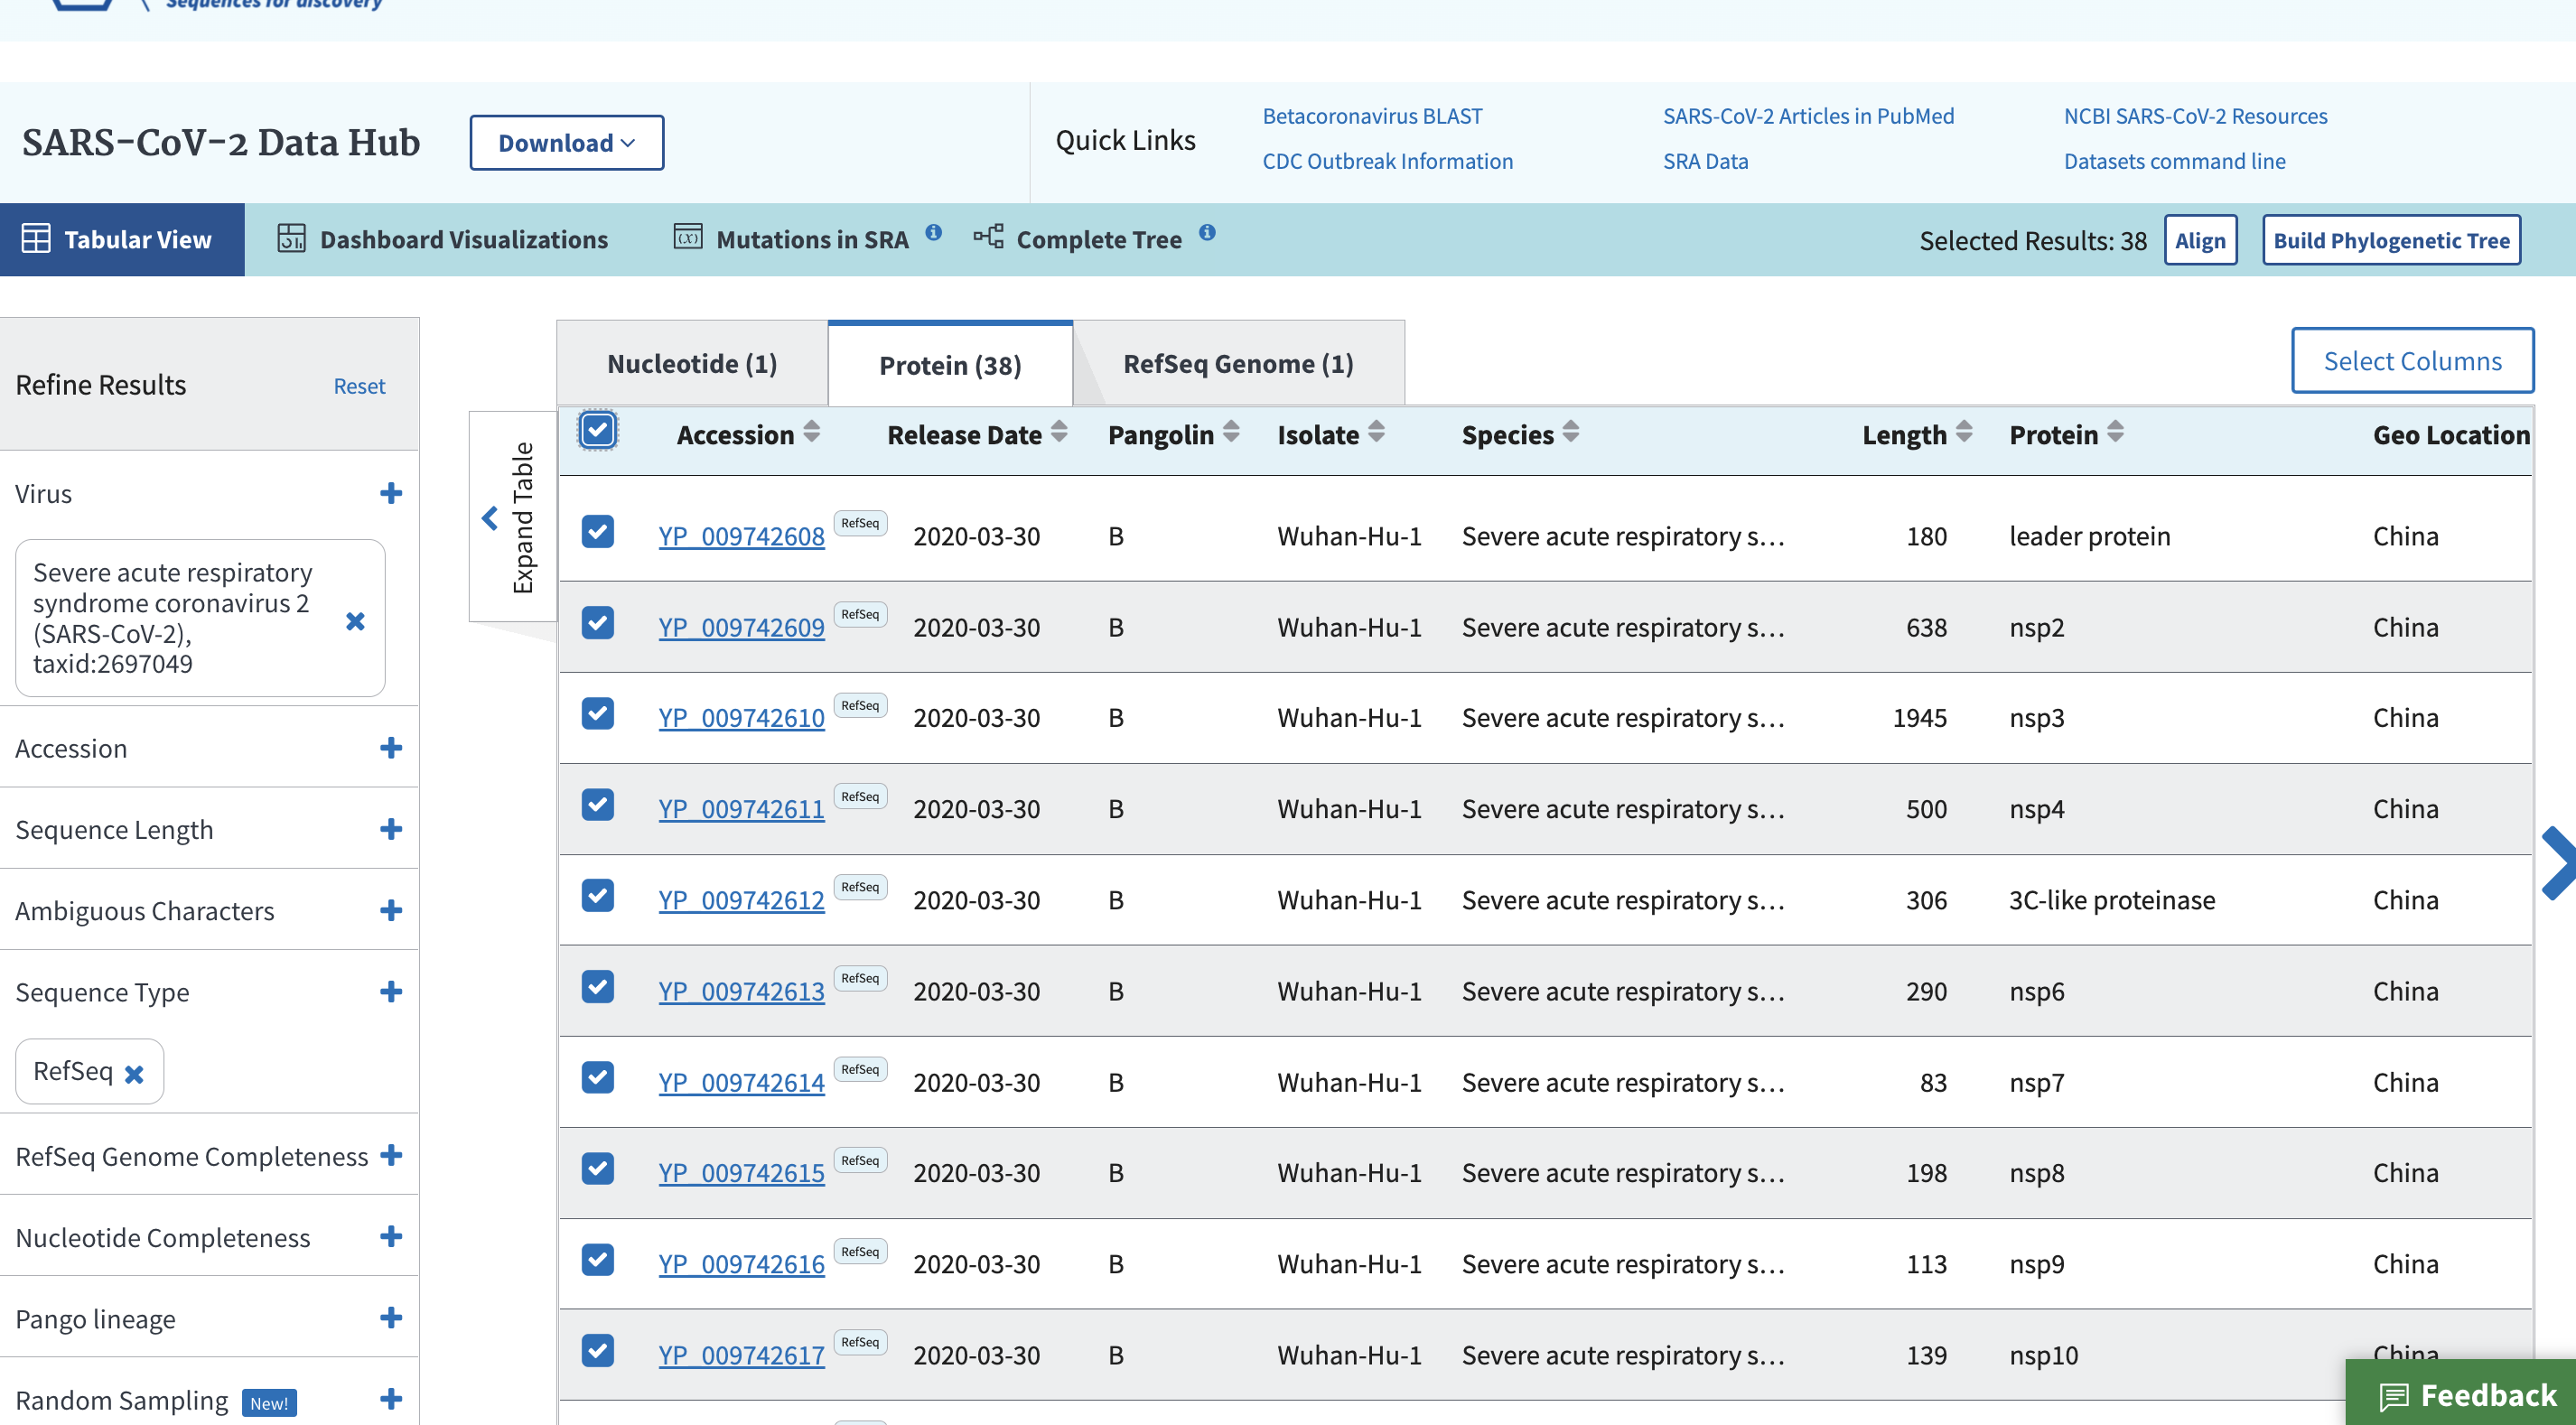 Sequences for discovery
SARS-CoV-2 Data Hub
Download
Quick Links
Betacoronavirus BLAST
SARS-CoV-2 Articles in PubMed
NCBI SARS-CoV-2 Resources
CDC Outbreak Information
SRA Data
Datasets command line
Tabular View
Dashboard Visualizations
Mutations in SRA
Complete Tree
Selected Results: 38
Align
Build Phylogenetic Tree
Refine Results
Reset
Virus
Severe acute respiratory
syndrome coronavirus 2
(SARS-CoV-2),
taxid:2697049
Accession
Sequence Length
Ambiguous Characters
Sequence Type
RefSeq
RefSeq Genome Completeness
Nucleotide Completeness
Pango lineage
Random Sampling New!
Expand Table
Nucleotide (1)
Protein (38)
RefSeq Genome (1)
Select Columns
Accession Release Date Pangolin Isolate Species Length Protein Geo Location
YP_009742608 RefSeq 2020-03-30 B Wuhan-Hu-1 Severe acute respiratory s... 180 leader protein China
YP_009742609 RefSeq 2020-03-30 B Wuhan-Hu-1 Severe acute respiratory s... 638 nsp2 China
YP_009742610 RefSeq 2020-03-30 B Wuhan-Hu-1 Severe acute respiratory s... 1945 nsp3 China
YP_009742611 RefSeq 2020-03-30 B Wuhan-Hu-1 Severe acute respiratory s... 500 nsp4 China
YP_009742612 RefSeq 2020-03-30 B Wuhan-Hu-1 Severe acute respiratory s... 306 3C-like proteinase China
YP_009742613 RefSeq 2020-03-30 B Wuhan-Hu-1 Severe acute respiratory s... 290 nsp6 China
YP_009742614 RefSeq 2020-03-30 B Wuhan-Hu-1 Severe acute respiratory s... 83 nsp7 China
YP_009742615 RefSeq 2020-03-30 B Wuhan-Hu-1 Severe acute respiratory s... 198 nsp8 China
YP_009742616 RefSeq 2020-03-30 B Wuhan-Hu-1 Severe acute respiratory s... 113 nsp9 China
YP_009742617 RefSeq 2020-03-30 B Wuhan-Hu-1 Severe acute respiratory s... 139 nsp10 China
Feedback